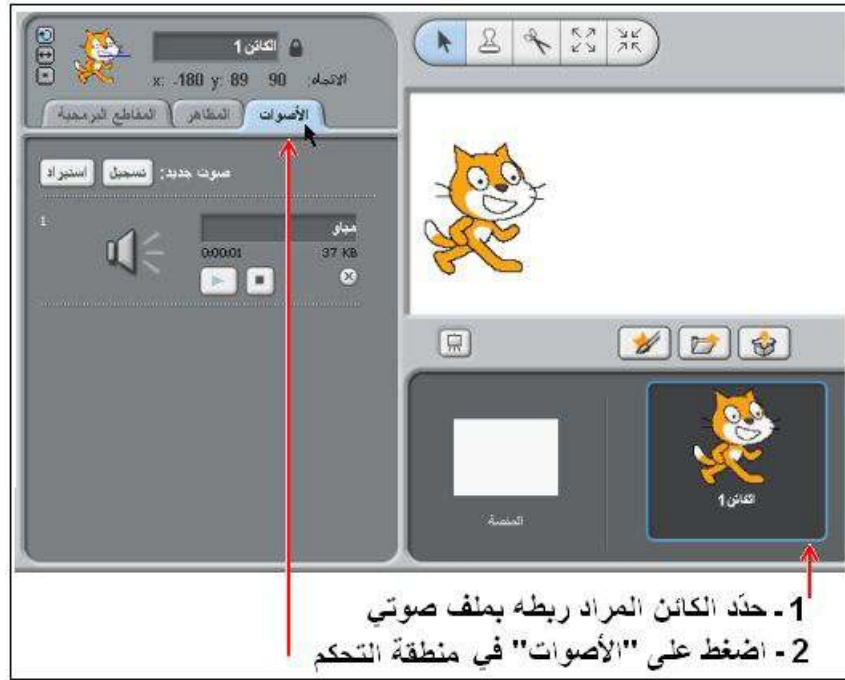 الكائن 1
x: -180 y: 89 90 الاتجاه:
الأصوات المظاهر المقاطع البرمجية
صوت جديد: تسجيل استيراد
1
مياو
0:00:01 37 KB
المنصة
الكائن 1
1 - حدّد الكائن المراد ربطه بملف صوتي
2 - اضغط على "الأصوات" في منطقة التحكم